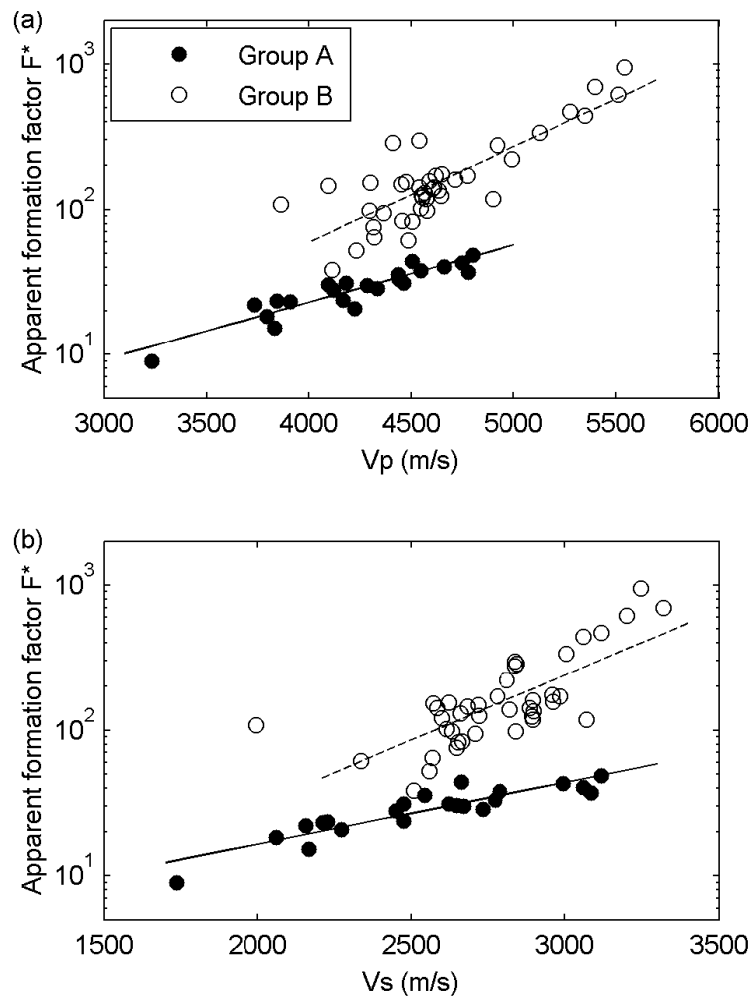 (a)
Apparent formation factor F*
10^3
10^2
10^1
Group A
Group B
3000 3500 4000 4500 5000 5500 6000
Vp (m/s)
(b)
Apparent formation factor F*
10^3
10^2
10^1
1500 2000 2500 3000 3500
Vs (m/s)